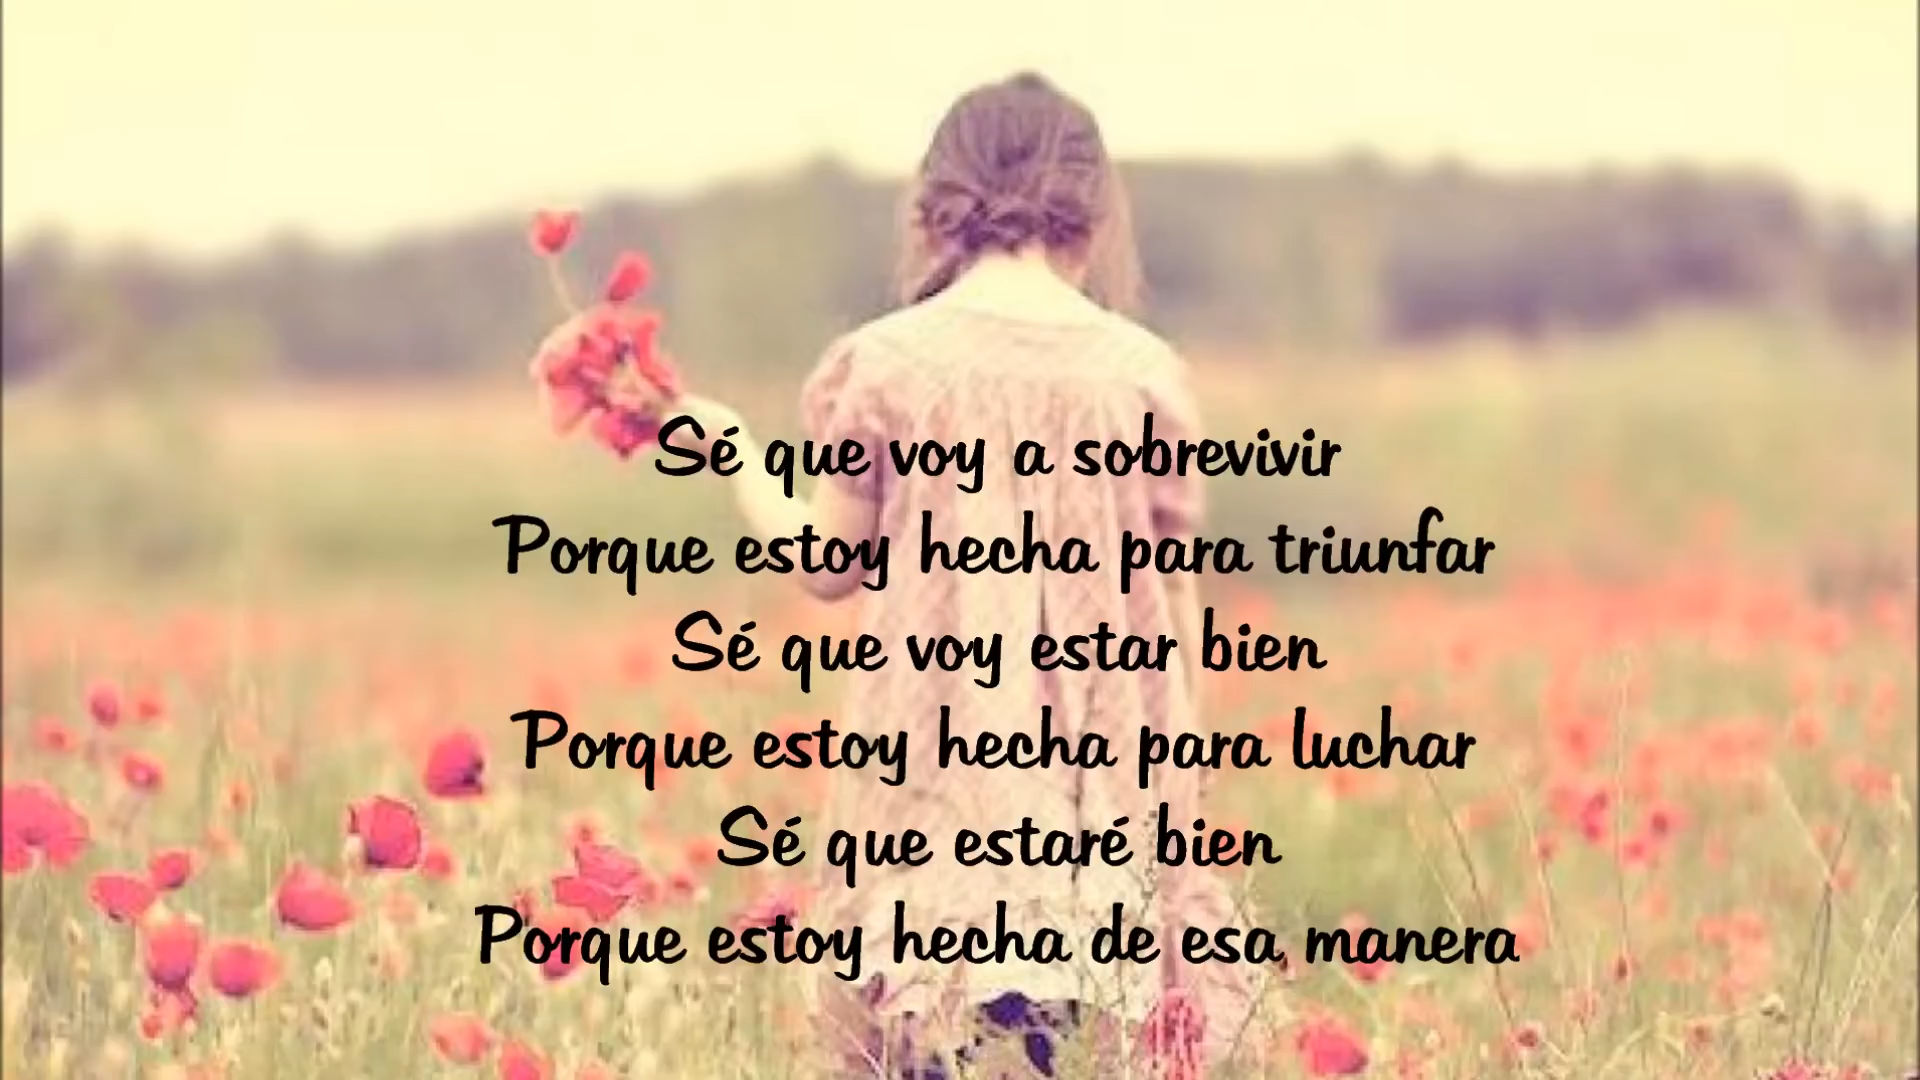 Sé que voy a sobrevivir
Porque estoy hecha para triunfar
Sé que voy estar bien
Porque estoy hecha para luchar
Sé que estaré bien
Porque estoy hecha de esa manera